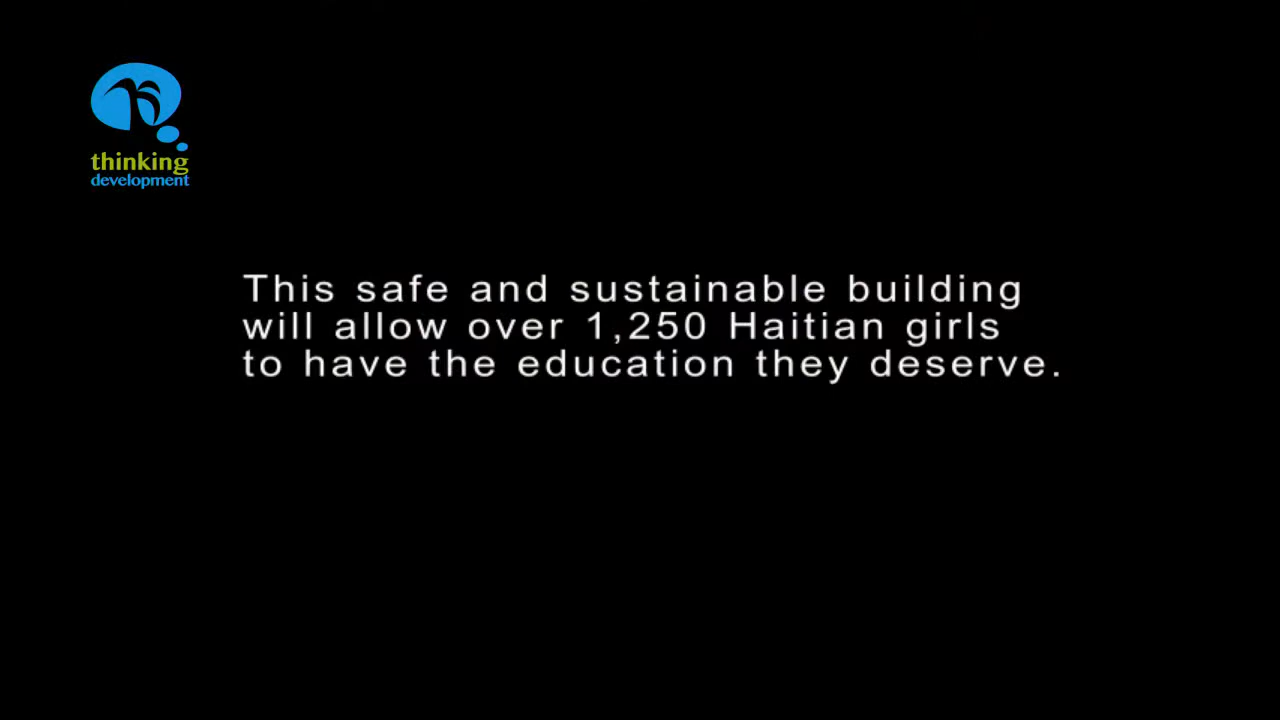 thinking
development
This safe and sustainable building
will allow over 1,250 Haitian girls
to have the education they deserve.